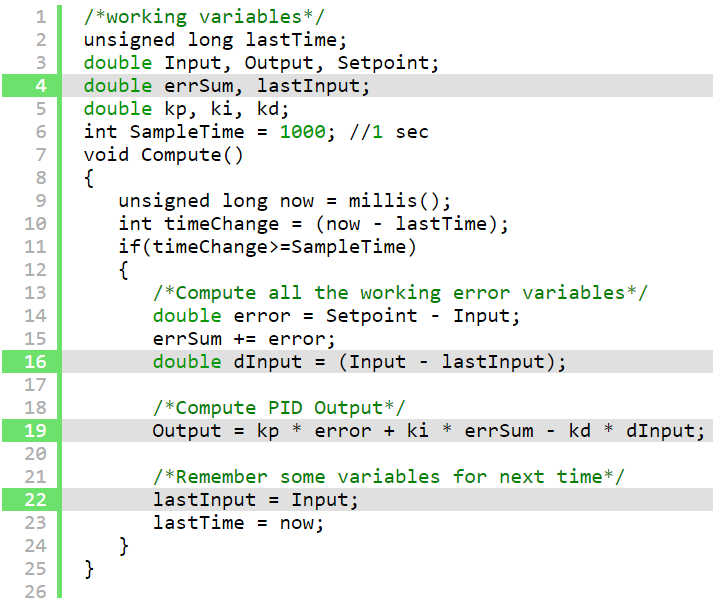 1 /*working variables*/
2 unsigned long lastTime;
3 double Input, Output, Setpoint;
4 double errSum, lastInput;
5 double kp, ki, kd;
6 int SampleTime = 1000; //1 sec
7 void Compute()
8 {
9    unsigned long now = millis();
10    int timeChange = (now - lastTime);
11    if(timeChange>=SampleTime)
12    {
13       /*Compute all the working error variables*/
14       double error = Setpoint - Input;
15       errSum += error;
16       double dInput = (Input - lastInput);
17
18       /*Compute PID Output*/
19       Output = kp * error + ki * errSum - kd * dInput;
20
21       /*Remember some variables for next time*/
22       lastInput = Input;
23       lastTime = now;
24    }
25 }
26